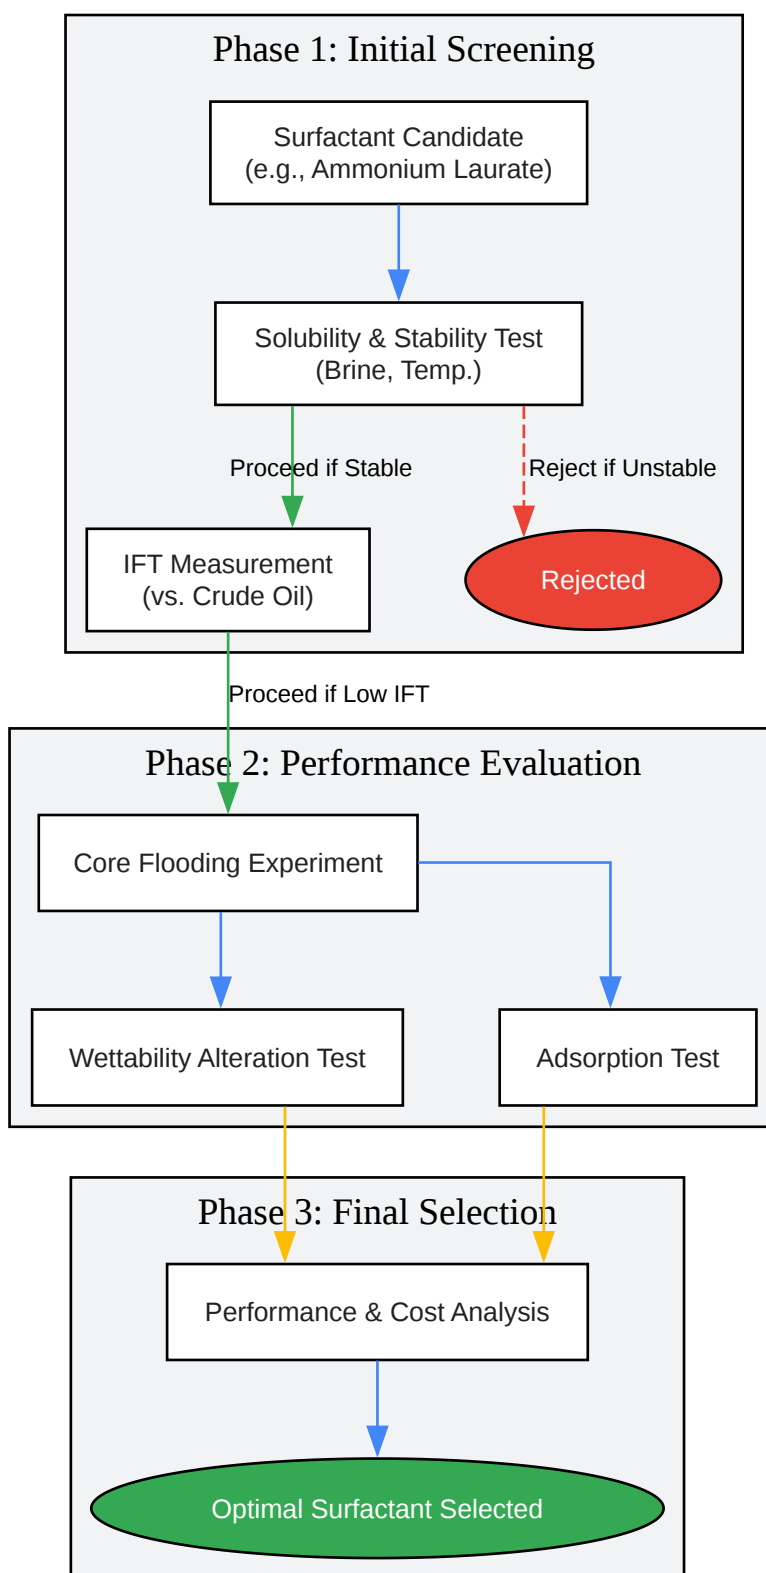 Phase 1: Initial Screening
Surfactant Candidate
(e.g., Ammonium Laurate)
Solubility & Stability Test
(Brine, Temp.)
Proceed if Stable
Reject if Unstable
IFT Measurement
(vs. Crude Oil)
Rejected
Proceed if Low IFT
Phase 2: Performance Evaluation
Core Flooding Experiment
Wettability Alteration Test
Adsorption Test
Phase 3: Final Selection
Performance & Cost Analysis
Optimal Surfactant Selected